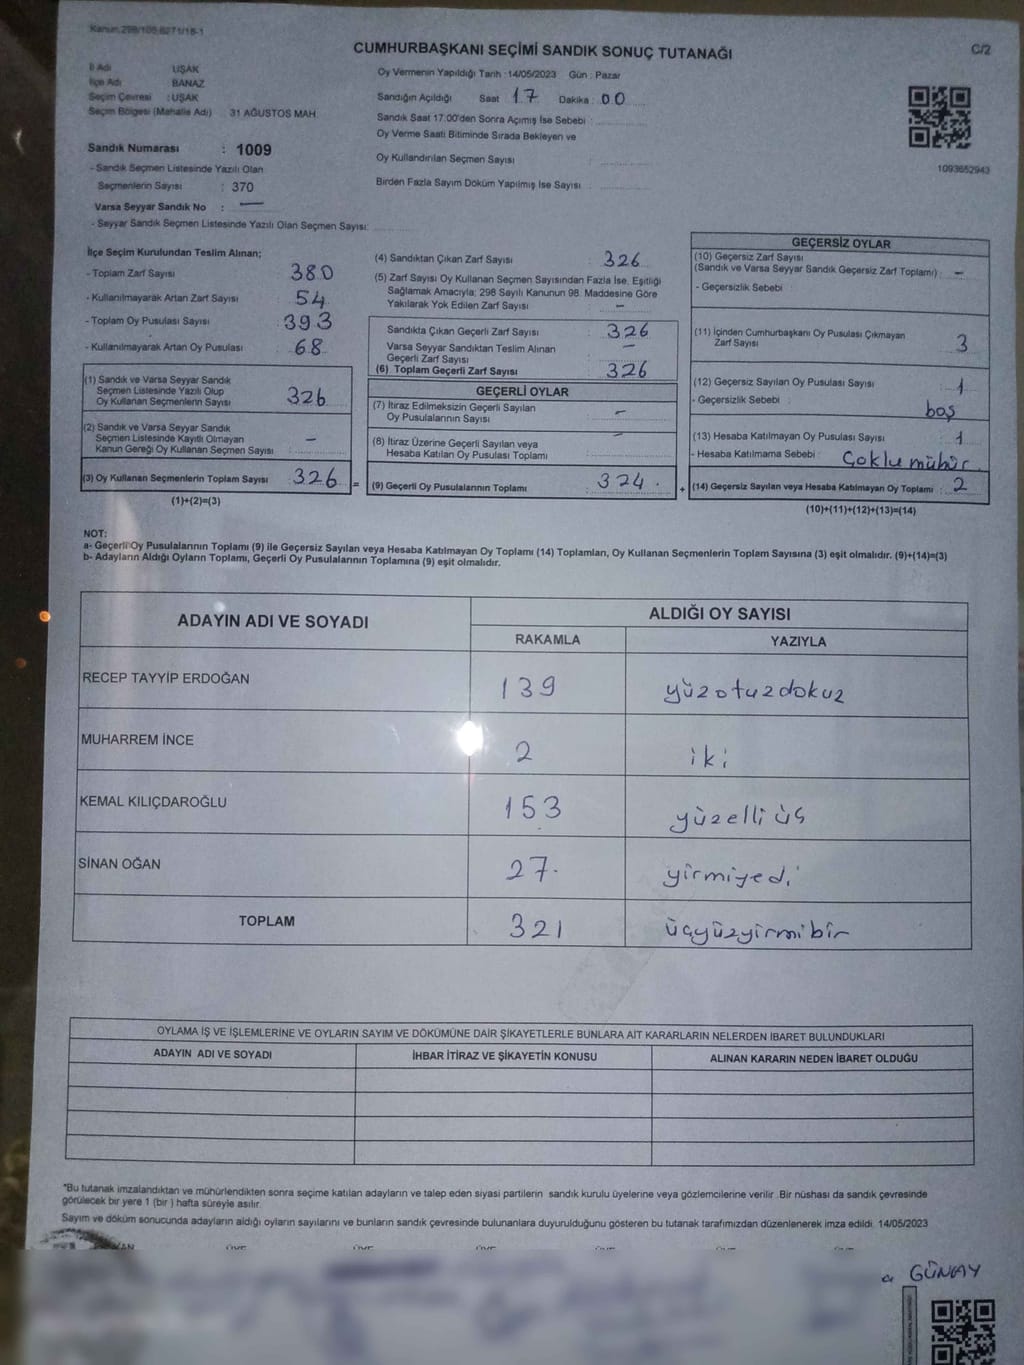 Kanun 298/105 6271/18-1
CUMHURBAŞKANI SEÇİMİ SANDIK SONUÇ TUTANAĞI
C/2
İl Adı UŞAK
İlçe Adı BANAZ
Seçim Çevresi : UŞAK
Seçim Bölgesi (Mahalle Adı) 31 AĞUSTOS MAH.
Sandık Numarası : 1009
- Sandık Seçmen Listesinde Yazılı Olan
Seçmenlerin Sayısı : 370
Varsa Seyyar Sandık No : —
- Seyyar Sandık Seçmen Listesinde Yazılı Olan Seçmen Sayısı:
Oy Vermenin Yapıldığı Tarih : 14/05/2023 Gün : Pazar
Sandığın Açıldığı Saat 17 Dakika : 00
Sandık Saat 17:00'den Sonra Açımış İse Sebebi :
Oy Verme Saati Bitiminde Sırada Bekleyen ve
Oy Kullandırılan Seçmen Sayısı :
Birden Fazla Sayım Döküm Yapılmış İse Sayısı :
1093652943
İlçe Seçim Kurulundan Teslim Alınan;
- Toplam Zarf Sayısı 380
- Kullanılmayarak Artan Zarf Sayısı 54
- Toplam Oy Pusulası Sayısı 393
- Kullanılmayarak Artan Oy Pusulası 68
(1) Sandık ve Varsa Seyyar Sandık
Seçmen Listesinde Yazılı Olup
Oy Kullanan Seçmenlerin Sayısı 326
(2) Sandık ve Varsa Seyyar Sandık
Seçmen Listesinde Kayıtlı Olmayan
Kanun Gereği Oy Kullanan Seçmen Sayısı : –
(3) Oy Kullanan Seçmenlerin Toplam Sayısı 326 =
(1)+(2)=(3)
(4) Sandıktan Çıkan Zarf Sayısı 326
(5) Zarf Sayısı Oy Kullanan Seçmen Sayısından Fazla İse, Eşitliği
Sağlamak Amacıyla; 298 Sayılı Kanunun 98. Maddesine Göre
Yakılarak Yok Edilen Zarf Sayısı –
Sandıkta Çıkan Geçerli Zarf Sayısı 326
Varsa Seyyar Sandıktan Teslim Alınan
Geçerli Zarf Sayısı –
(6) Toplam Geçerli Zarf Sayısı 326
GEÇERLİ OYLAR
(7) İtiraz Edilmeksizin Geçerli Sayılan
Oy Pusulalarının Sayısı –
(8) İtiraz Üzerine Geçerli Sayılan veya
Hesaba Katılan Oy Pusulası Toplamı –
(9) Geçerli Oy Pusulalarının Toplamı 324 . +
GEÇERSİZ OYLAR
(10) Geçersiz Zarf Sayısı
(Sandık ve Varsa Seyyar Sandık Geçersiz Zarf Toplamı) : –
- Geçersizlik Sebebi
(11) İçinden Cumhurbaşkanı Oy Pusulası Çıkmayan
Zarf Sayısı 3
(12) Geçersiz Sayılan Oy Pusulası Sayısı 1
- Geçersizlik Sebebi : boş
(13) Hesaba Katılmayan Oy Pusulası Sayısı 1
- Hesaba Katılmama Sebebi : Çoklu mühür
(14) Geçersiz Sayılan veya Hesaba Katılmayan Oy Toplamı : 2
(10)+(11)+(12)+(13)=(14)
NOT:
a- Geçerli Oy Pusulalarının Toplamı (9) ile Geçersiz Sayılan veya Hesaba Katılmayan Oy Toplamı (14) Toplamları, Oy Kullanan Seçmenlerin Toplam Sayısına (3) eşit olmalıdır. (9)+(14)=(3)
b- Adayların Aldığı Oyların Toplamı, Geçerli Oy Pusulalarının Toplamına (9) eşit olmalıdır.
ADAYIN ADI VE SOYADI ALDIĞI OY SAYISI
RAKAMLA YAZIYLA
RECEP TAYYİP ERDOĞAN 139 yüzotuzdokuz
MUHARREM İNCE 2 iki
KEMAL KILIÇDAROĞLU 153 yüzelli üç
SİNAN OĞAN 27. yirmiyedi
TOPLAM 321 üçyüzyirmibir
OYLAMA İŞ VE İŞLEMLERİNE VE OYLARIN SAYIM VE DÖKÜMÜNE DAİR ŞİKAYETLERLE BUNLARA AİT KARARLARIN NELERDEN İBARET BULUNDUKLARI
ADAYIN ADI VE SOYADI İHBAR İTİRAZ VE ŞİKAYETİN KONUSU ALINAN KARARIN NEDEN İBARET OLDUĞU
*Bu tutanak imzalandıktan ve mühürlendikten sonra seçime katılan adayların ve talep eden siyasi partilerin sandık kurulu üyelerine veya gözlemcilerine verilir. Bir nüshası da sandık çevresinde
görülecek bir yere 1 (bir ) hafta süreyle asılır.
Sayım ve döküm sonucunda adayların aldığı oyların sayılarını ve bunların sandık çevresinde bulunanlara duyurulduğunu gösteren bu tutanak tarafımızdan düzenlenerek imza edildi. 14/05/2023
GÜNAY